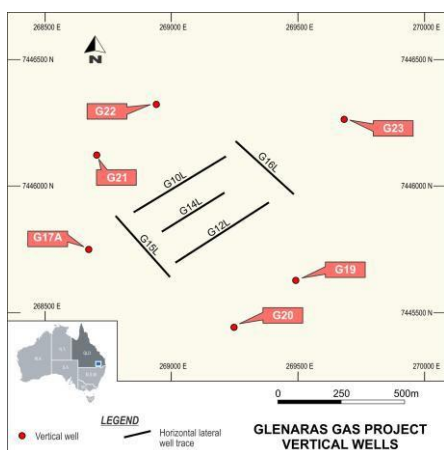 268500 E
269000 E
269500 E
270000 E
7446500 N
7446500 N
N
G22
G23
G16L
G21
G10L
7446000 N
7446000 N
G14L
G12L
G15L
G17A
G19
268500 E
7445500 N
G20
269000 E
269500 E
270000 E
0
250
500m
LEGEND
Vertical well
Horizontal lateral
well trace
GLENARAS GAS PROJECT
VERTICAL WELLS